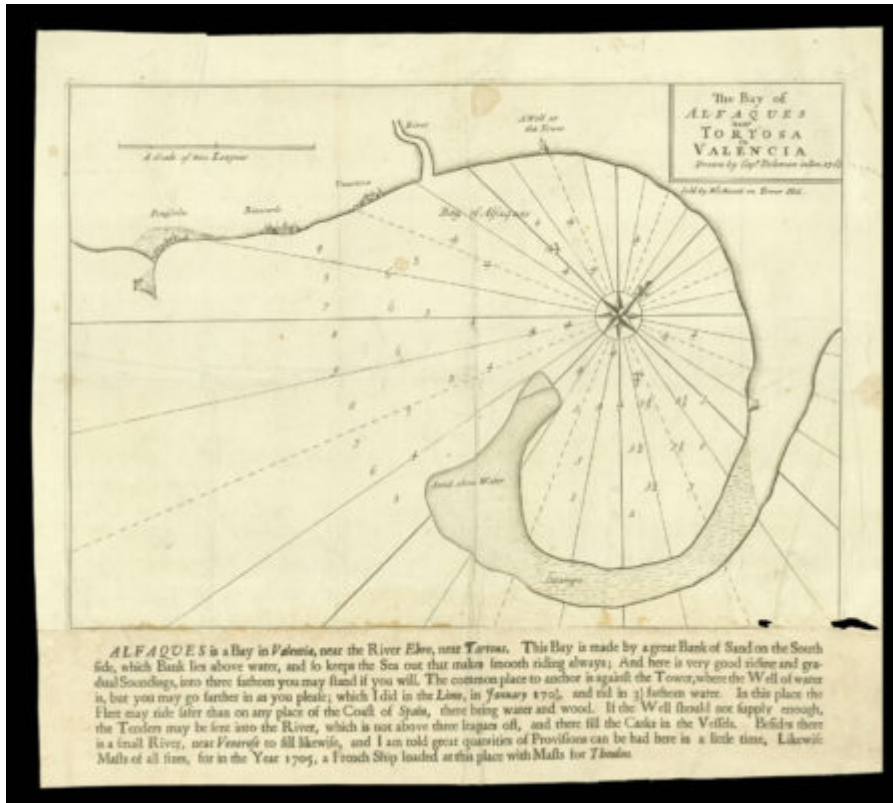 The Bay of
ALFAQUES
near
TORTOSA
in
VALENCIA
Drawn by Capt.
Sold by on Tower Hill.
A Scale of two Leagues
River
A Well at
the Tower
Bay of Alfaques
Sand above Water
Swampe
ALFAQUES is a Bay in Valencia, near the River Ebro, near Tortosa. This Bay is made by a great Bank of Sand on the South
side, which Bank lies above water, and so keeps the Sea out that makes smooth riding always; And here is very good riding and gra-
dual Soundings, into three fathom you may stand if you will. The common place to anchor is against the Tower, where the Well of water
is, but you may go farther in as you please; which I did in the Lime, in January and rid in 3½ fathom water. In this place the
Fleet may ride safer than on any place of the Coast of Spain, there being water and wood. If the Well should not supply enough,
the Tenders may be sent into the River, which is not above three leagues off, and there fill the Casks in the Vessels. Besides there
is a small River, near to fill likewise, and I am told great quantities of Provisions can be had here in a little time, Likewise
Masts of all sizes, for in the Year 1705, a French Ship loaded at this place with Masts for Thoulon.